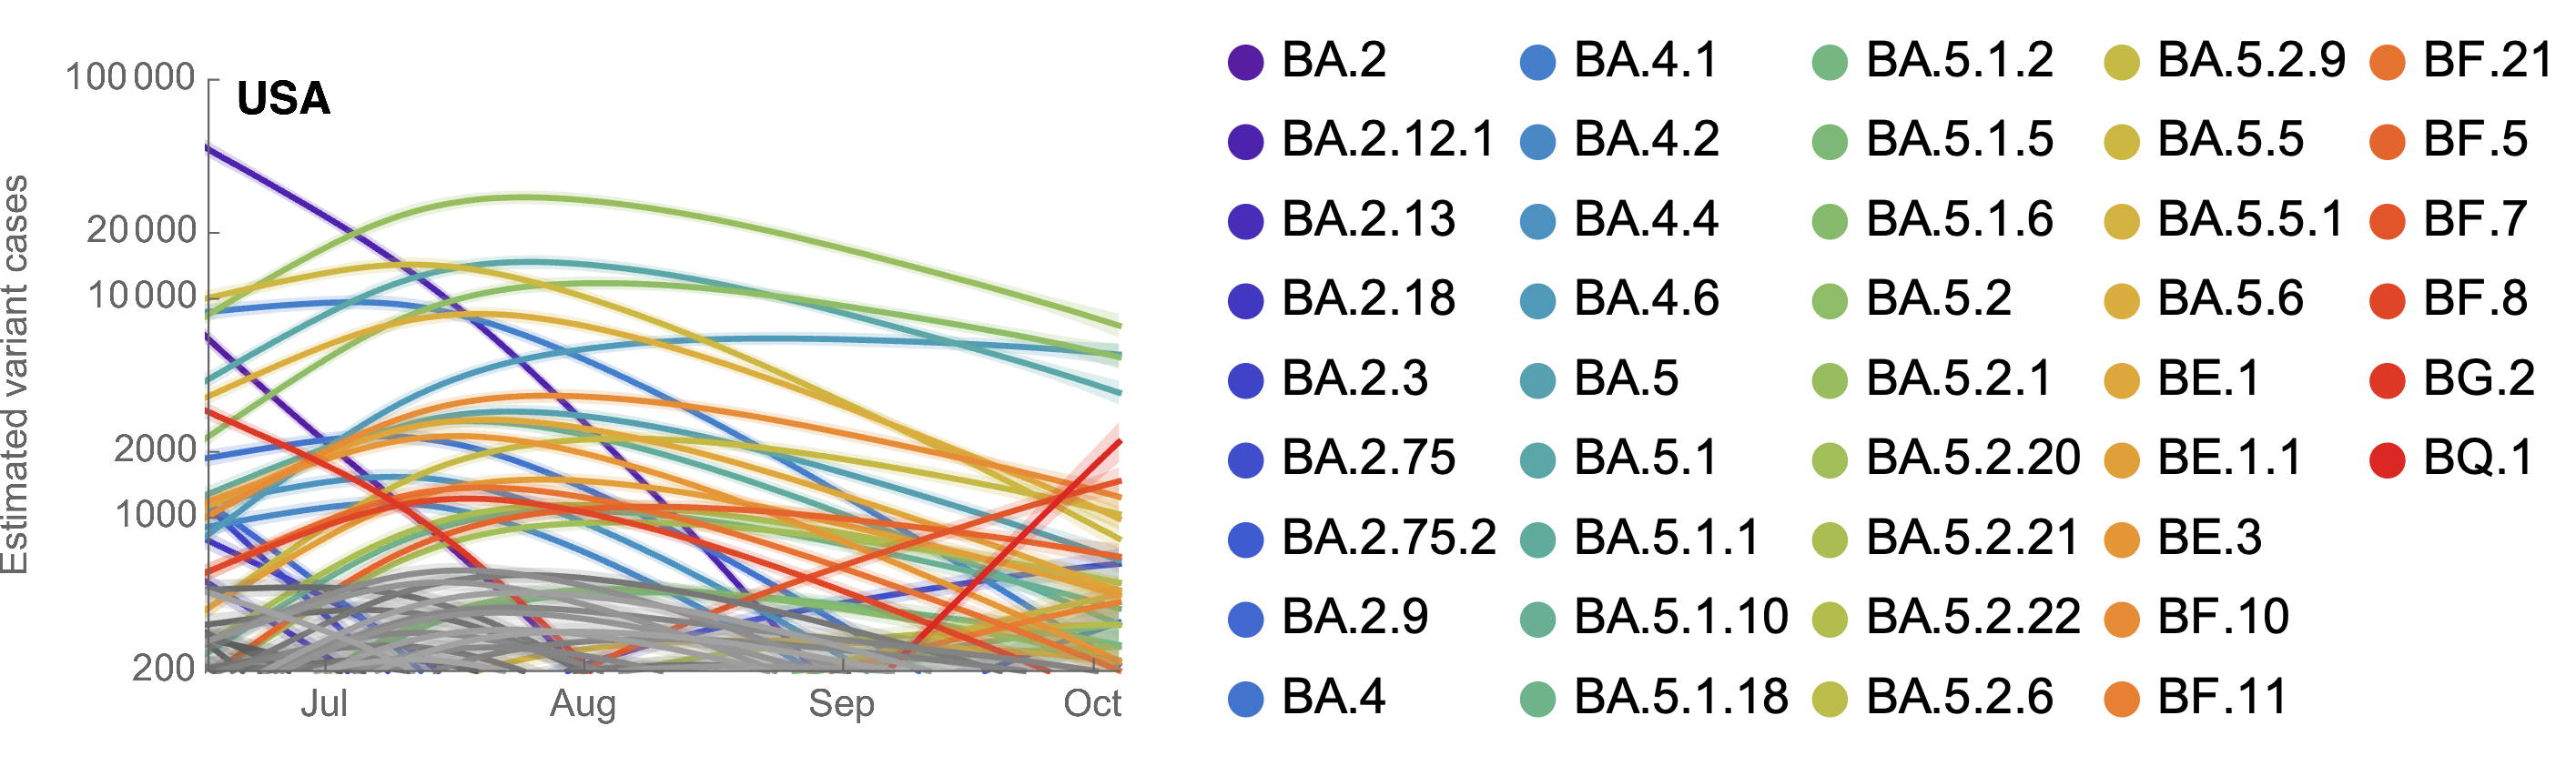 Estimated variant cases
100 000
20 000
10 000
2000
1000
200
USA
Jul
Aug
Sep
Oct
BA.2
BA.2.12.1
BA.2.13
BA.2.18
BA.2.3
BA.2.75
BA.2.75.2
BA.2.9
BA.4
BA.4.1
BA.4.2
BA.4.4
BA.4.6
BA.5
BA.5.1
BA.5.1.1
BA.5.1.10
BA.5.1.18
BA.5.1.2
BA.5.1.5
BA.5.1.6
BA.5.2
BA.5.2.1
BA.5.2.20
BA.5.2.21
BA.5.2.22
BA.5.2.6
BA.5.2.9
BA.5.5
BA.5.5.1
BA.5.6
BE.1
BE.1.1
BE.3
BF.10
BF.11
BF.21
BF.5
BF.7
BF.8
BG.2
BQ.1